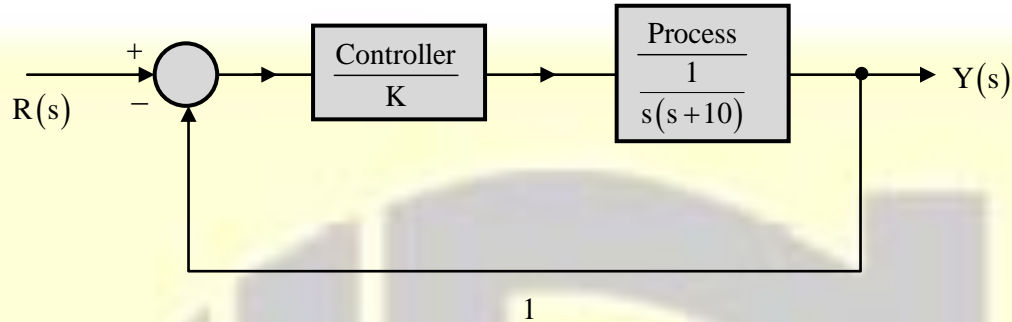 +
−
R(s)
Controller
K
Process
1
s(s+10)
Y(s)
1